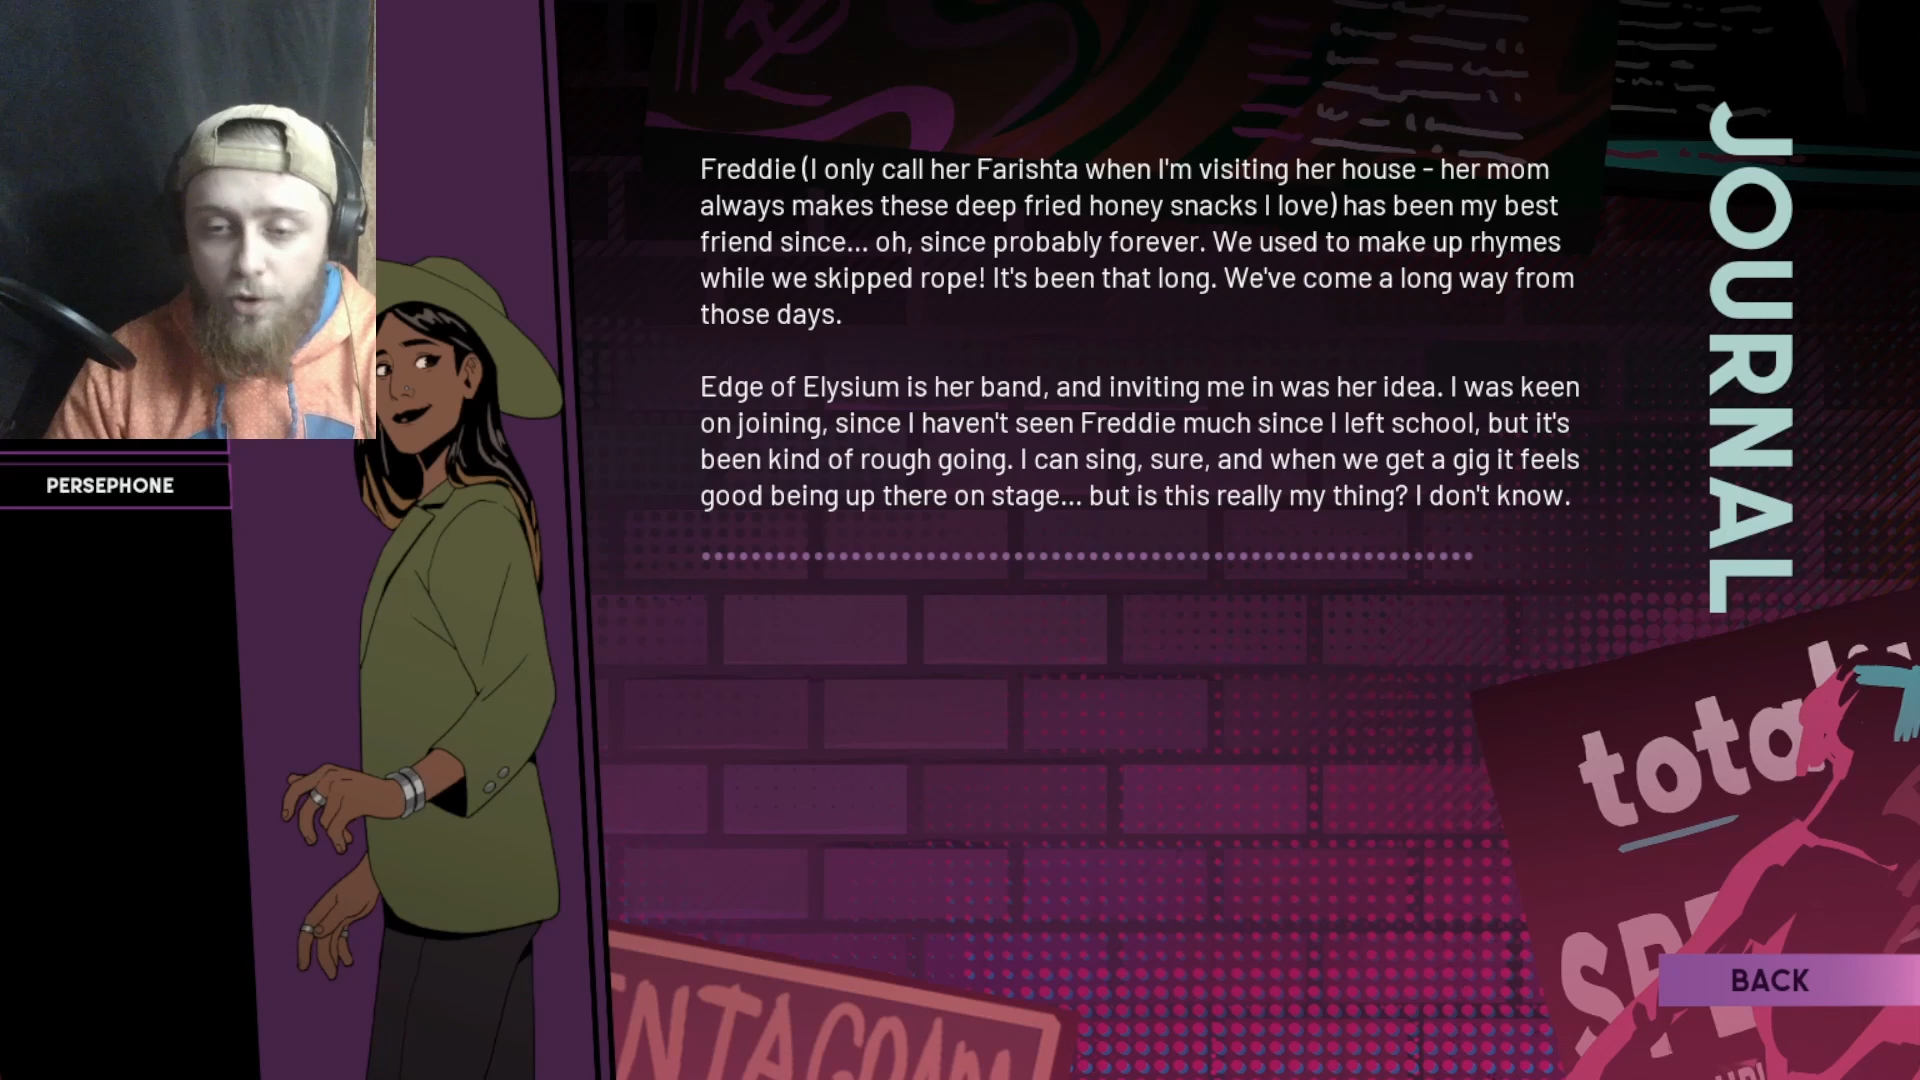 Freddie (I only call her Farishta when I'm visiting her house - her mom
always makes these deep fried honey snacks I love) has been my best
friend since... oh, since probably forever. We used to make up rhymes
while we skipped rope! It's been that long. We've come a long way from
those days.
Edge of Elysium is her band, and inviting me in was her idea. I was keen
on joining, since I haven't seen Freddie much since I left school, but it's
been kind of rough going. I can sing, sure, and when we get a gig it feels
good being up there on stage... but is this really my thing? I don't know.
JOURNAL
PERSEPHONE
BACK